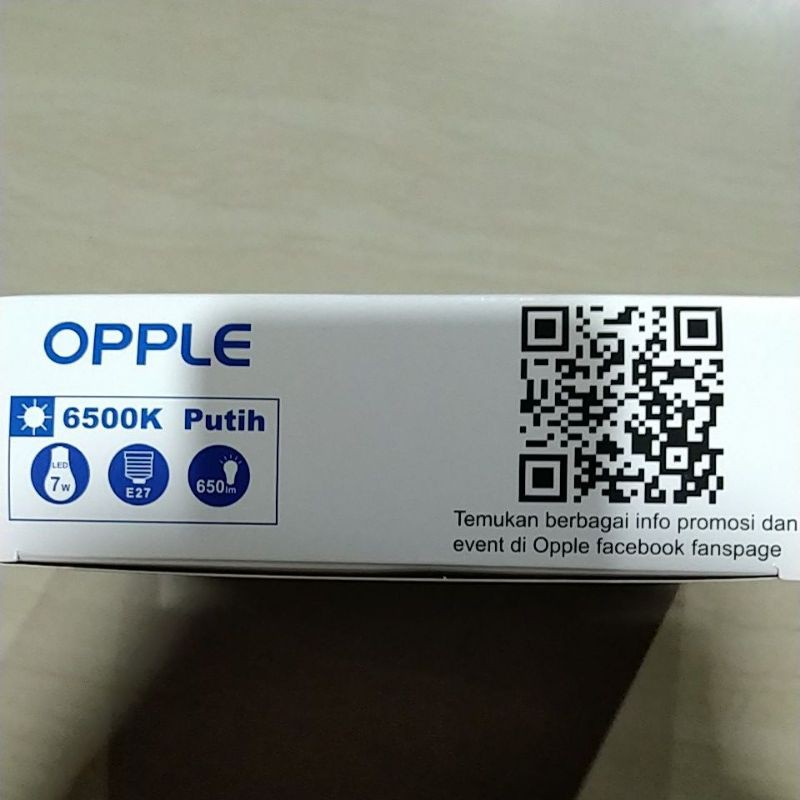 OPPLE
6500K Putih
LED
7w
E27
650lm
Temukan berbagai info promosi dan
event di Opple facebook fanspage